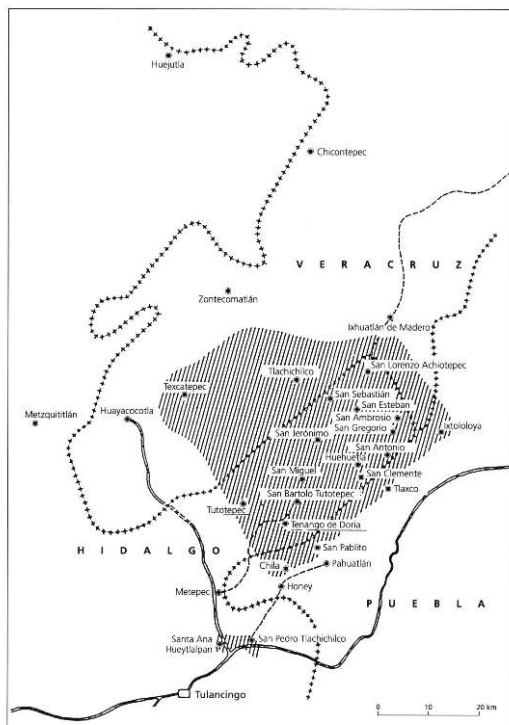 Huejutla
Chicontepec
VERACRUZ
Zontecomatlán
Ixhuatlán de Madero
San Lorenzo Achiotepec
Tlachichilco
Texcatepec
San Sebastián
San Esteban
Metzquititlán
Huayacocotla
San Ambrosio
Ixtololoya
San Gregorio
San Jerónimo
San Antonio
Huehuetla
San Miguel
San Clemente
Tlaxco
San Bartolo Tutotepec
Tutotepec
Tenango de Doria
HIDALGO
San Pablito
Chila
Pahuatlán
Honey
Metepec
PUEBLA
Santa Ana
Hueytlalpan
San Pedro Tlachichilco
Tulancingo
0 10 20 km